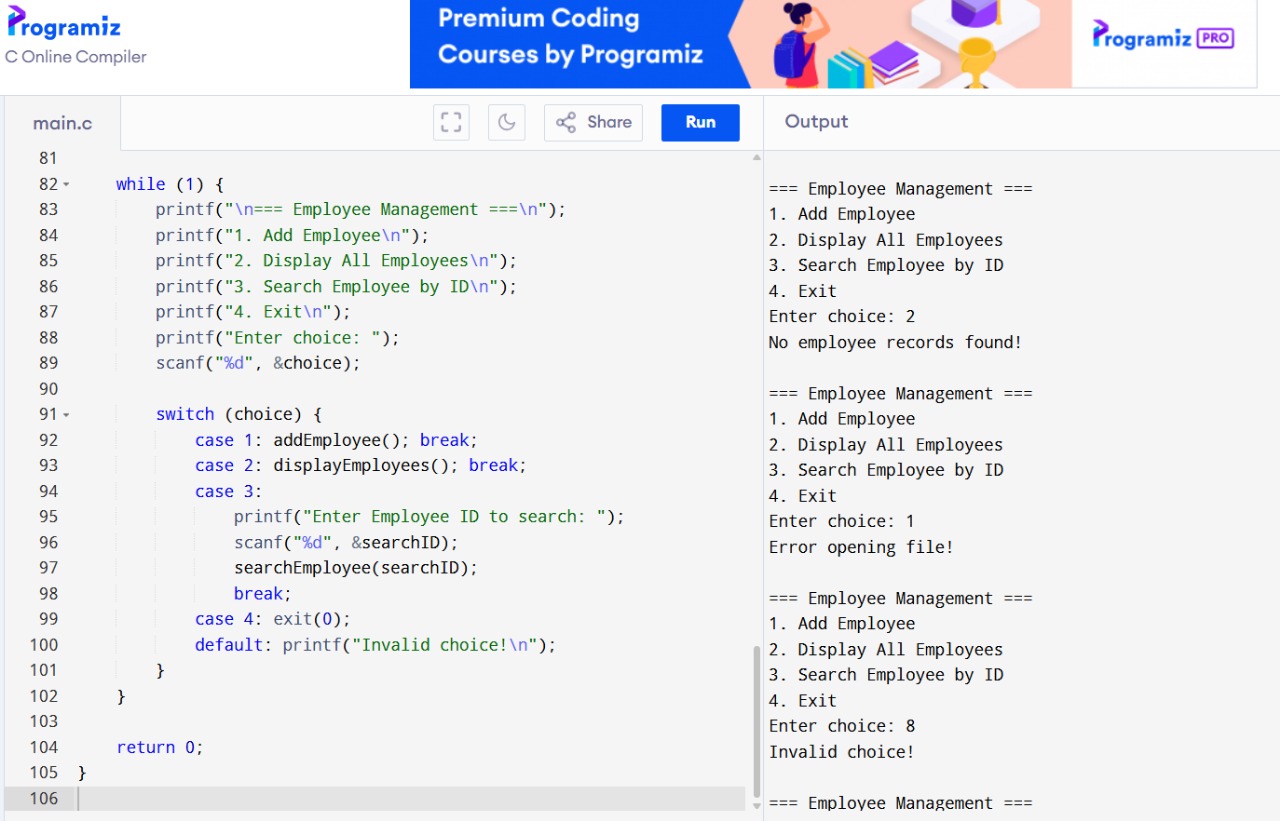 Programiz
C Online Compiler
Premium Coding
Courses by Programiz
Programiz PRO
main.c
Share
Run
Output
81
82 while (1) {
83 printf("\n=== Employee Management ===\n");
84 printf("1. Add Employee\n");
85 printf("2. Display All Employees\n");
86 printf("3. Search Employee by ID\n");
87 printf("4. Exit\n");
88 printf("Enter choice: ");
89 scanf("%d", &choice);
90
91 switch (choice) {
92 case 1: addEmployee(); break;
93 case 2: displayEmployees(); break;
94 case 3:
95 printf("Enter Employee ID to search: ");
96 scanf("%d", &searchID);
97 searchEmployee(searchID);
98 break;
99 case 4: exit(0);
100 default: printf("Invalid choice!\n");
101 }
102 }
103
104 return 0;
105 }
106
=== Employee Management ===
1. Add Employee
2. Display All Employees
3. Search Employee by ID
4. Exit
Enter choice: 2
No employee records found!
=== Employee Management ===
1. Add Employee
2. Display All Employees
3. Search Employee by ID
4. Exit
Enter choice: 1
Error opening file!
=== Employee Management ===
1. Add Employee
2. Display All Employees
3. Search Employee by ID
4. Exit
Enter choice: 8
Invalid choice!
=== Employee Management ===